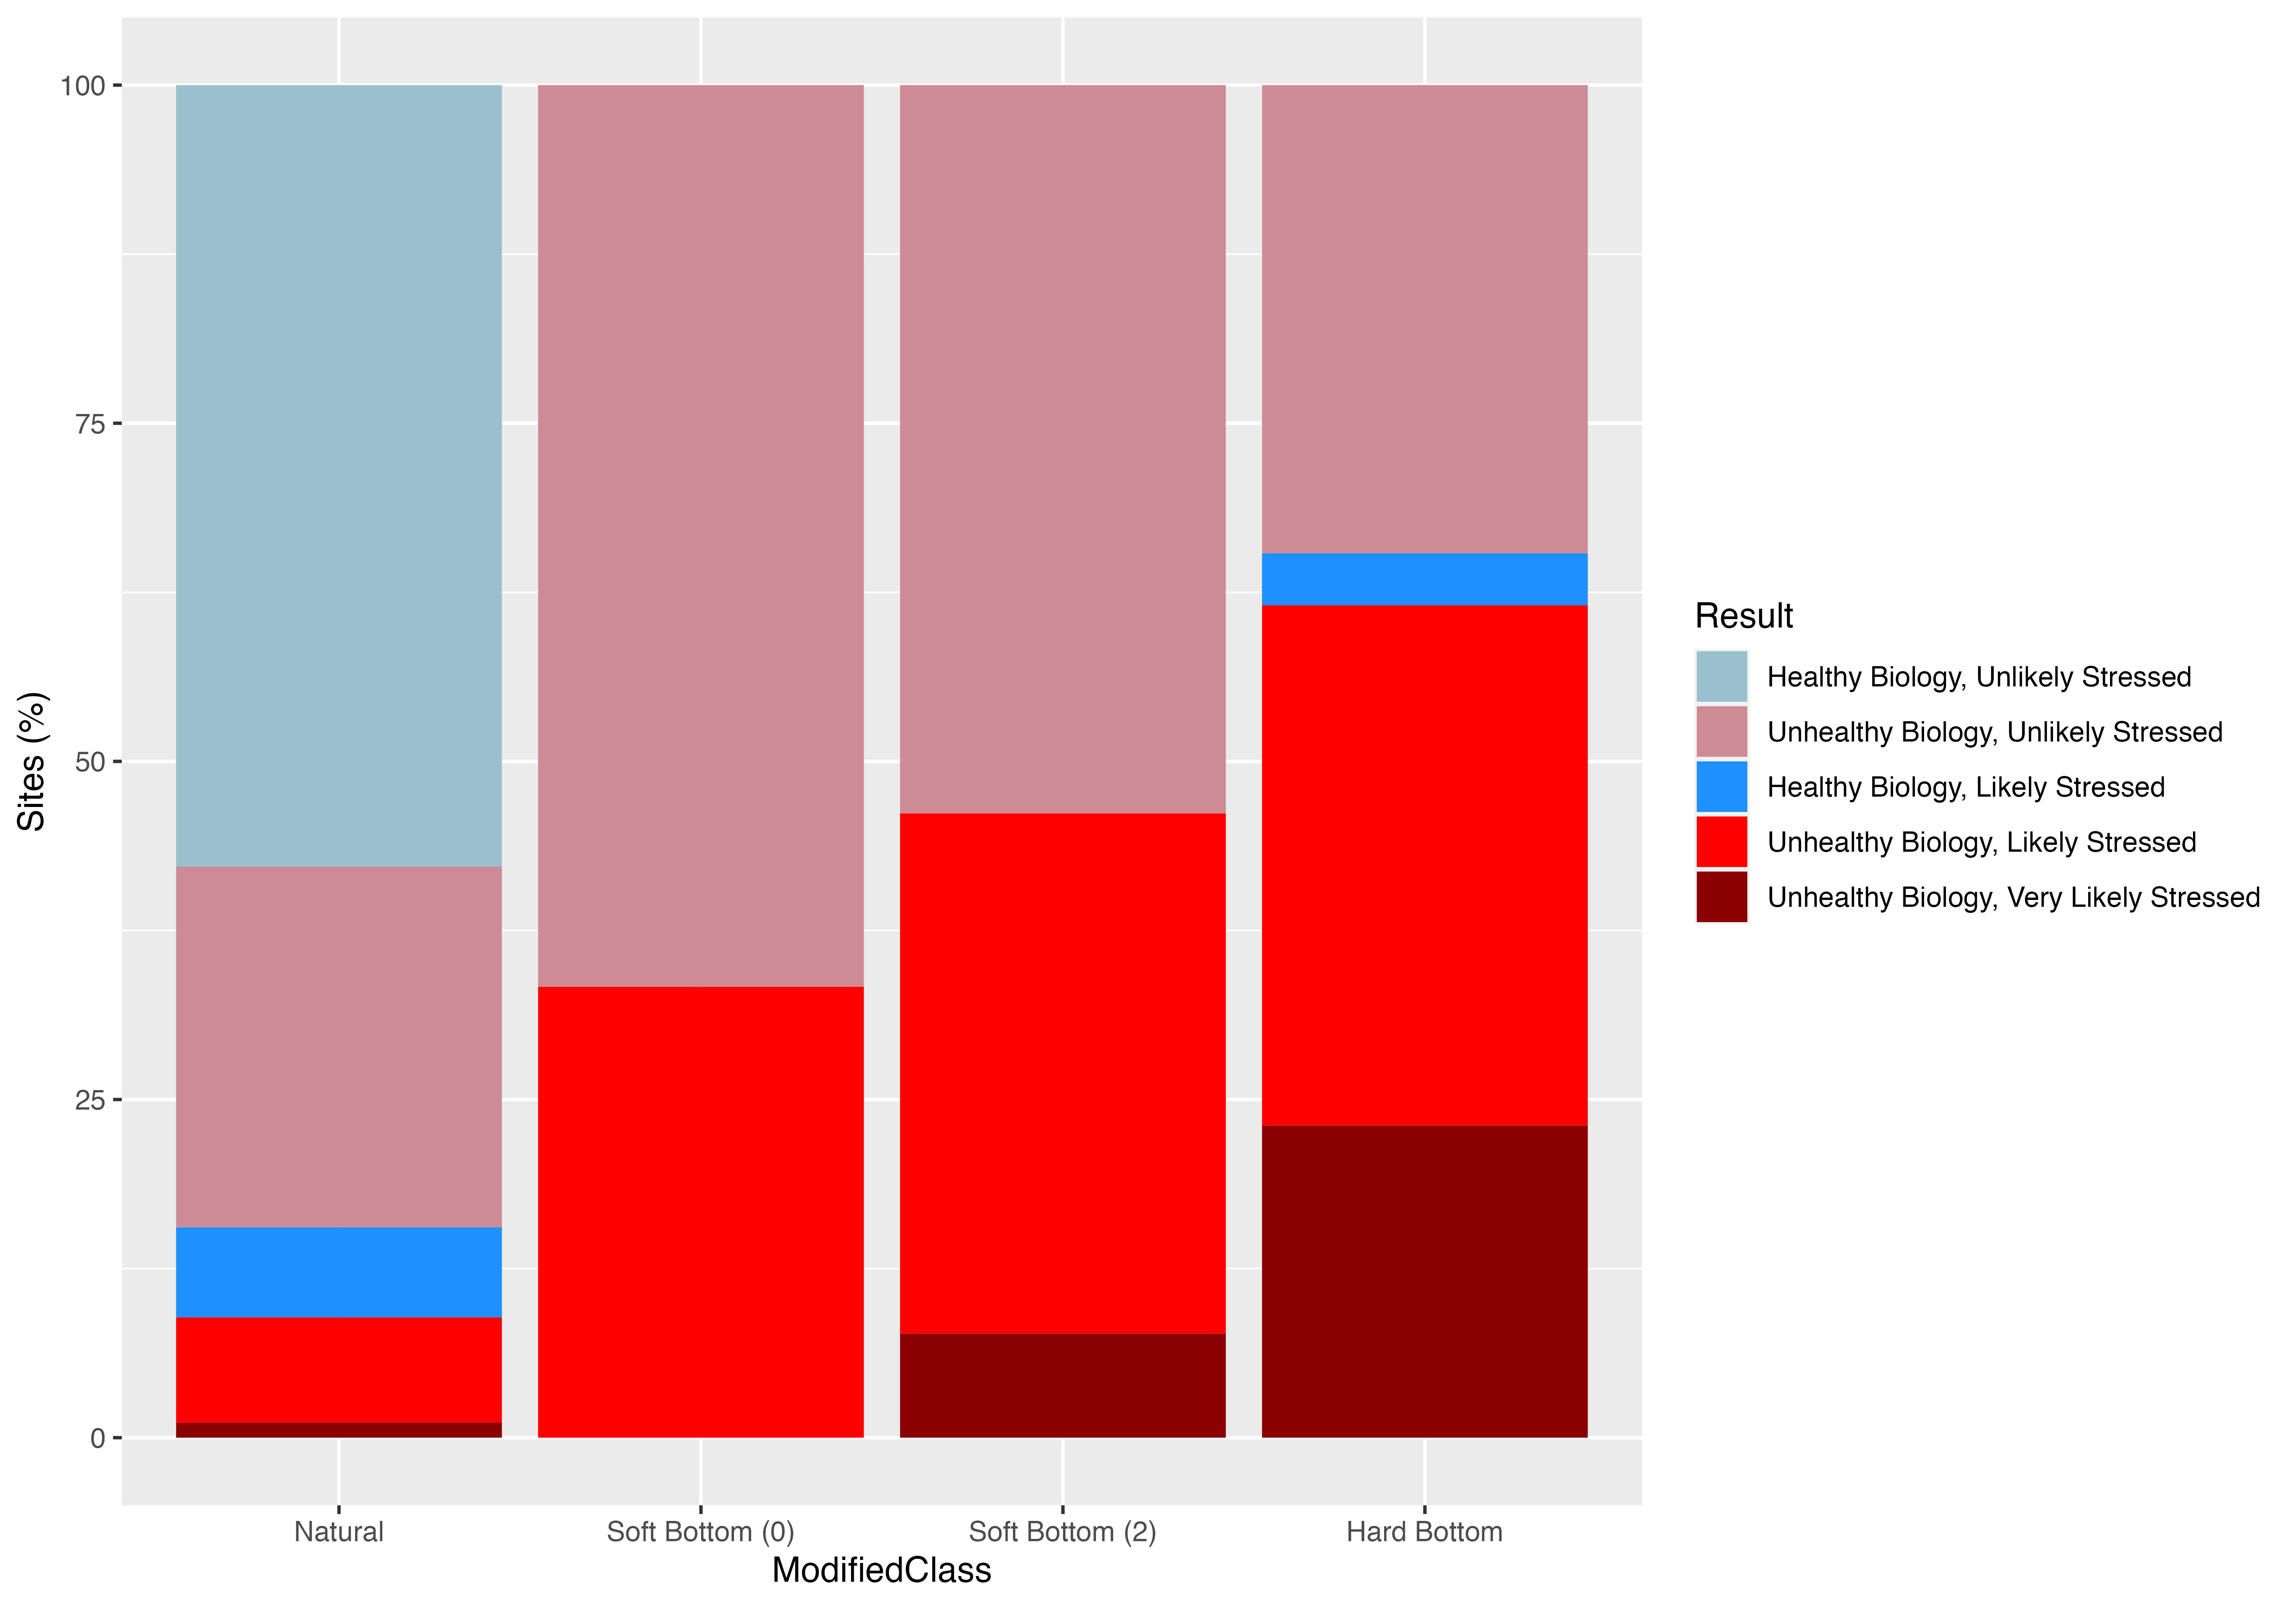 Sites (%)
100
75
50
25
0
Natural
Soft Bottom (0)
Soft Bottom (2)
Hard Bottom
ModifiedClass
Result
Healthy Biology, Unlikely Stressed
Unhealthy Biology, Unlikely Stressed
Healthy Biology, Likely Stressed
Unhealthy Biology, Likely Stressed
Unhealthy Biology, Very Likely Stressed